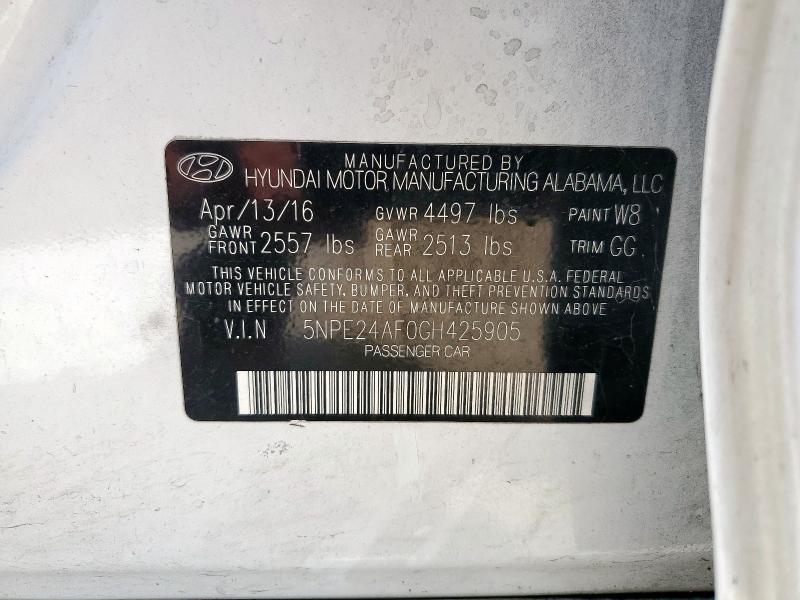 MANUFACTURED BY
HYUNDAI MOTOR MANUFACTURING ALABAMA, LLC
Apr/13/16 GVWR 4497 lbs PAINT W8
GAWR FRONT 2557 lbs GAWR REAR 2513 lbs TRIM GG
THIS VEHICLE CONFORMS TO ALL APPLICABLE U.S.A. FEDERAL
MOTOR VEHICLE SAFETY, BUMPER, AND THEFT PREVENTION STANDARDS
IN EFFECT ON THE DATE OF MANUFACTURE SHOWN ABOVE
V.I.N 5NPE24AF0GH425905
PASSENGER CAR